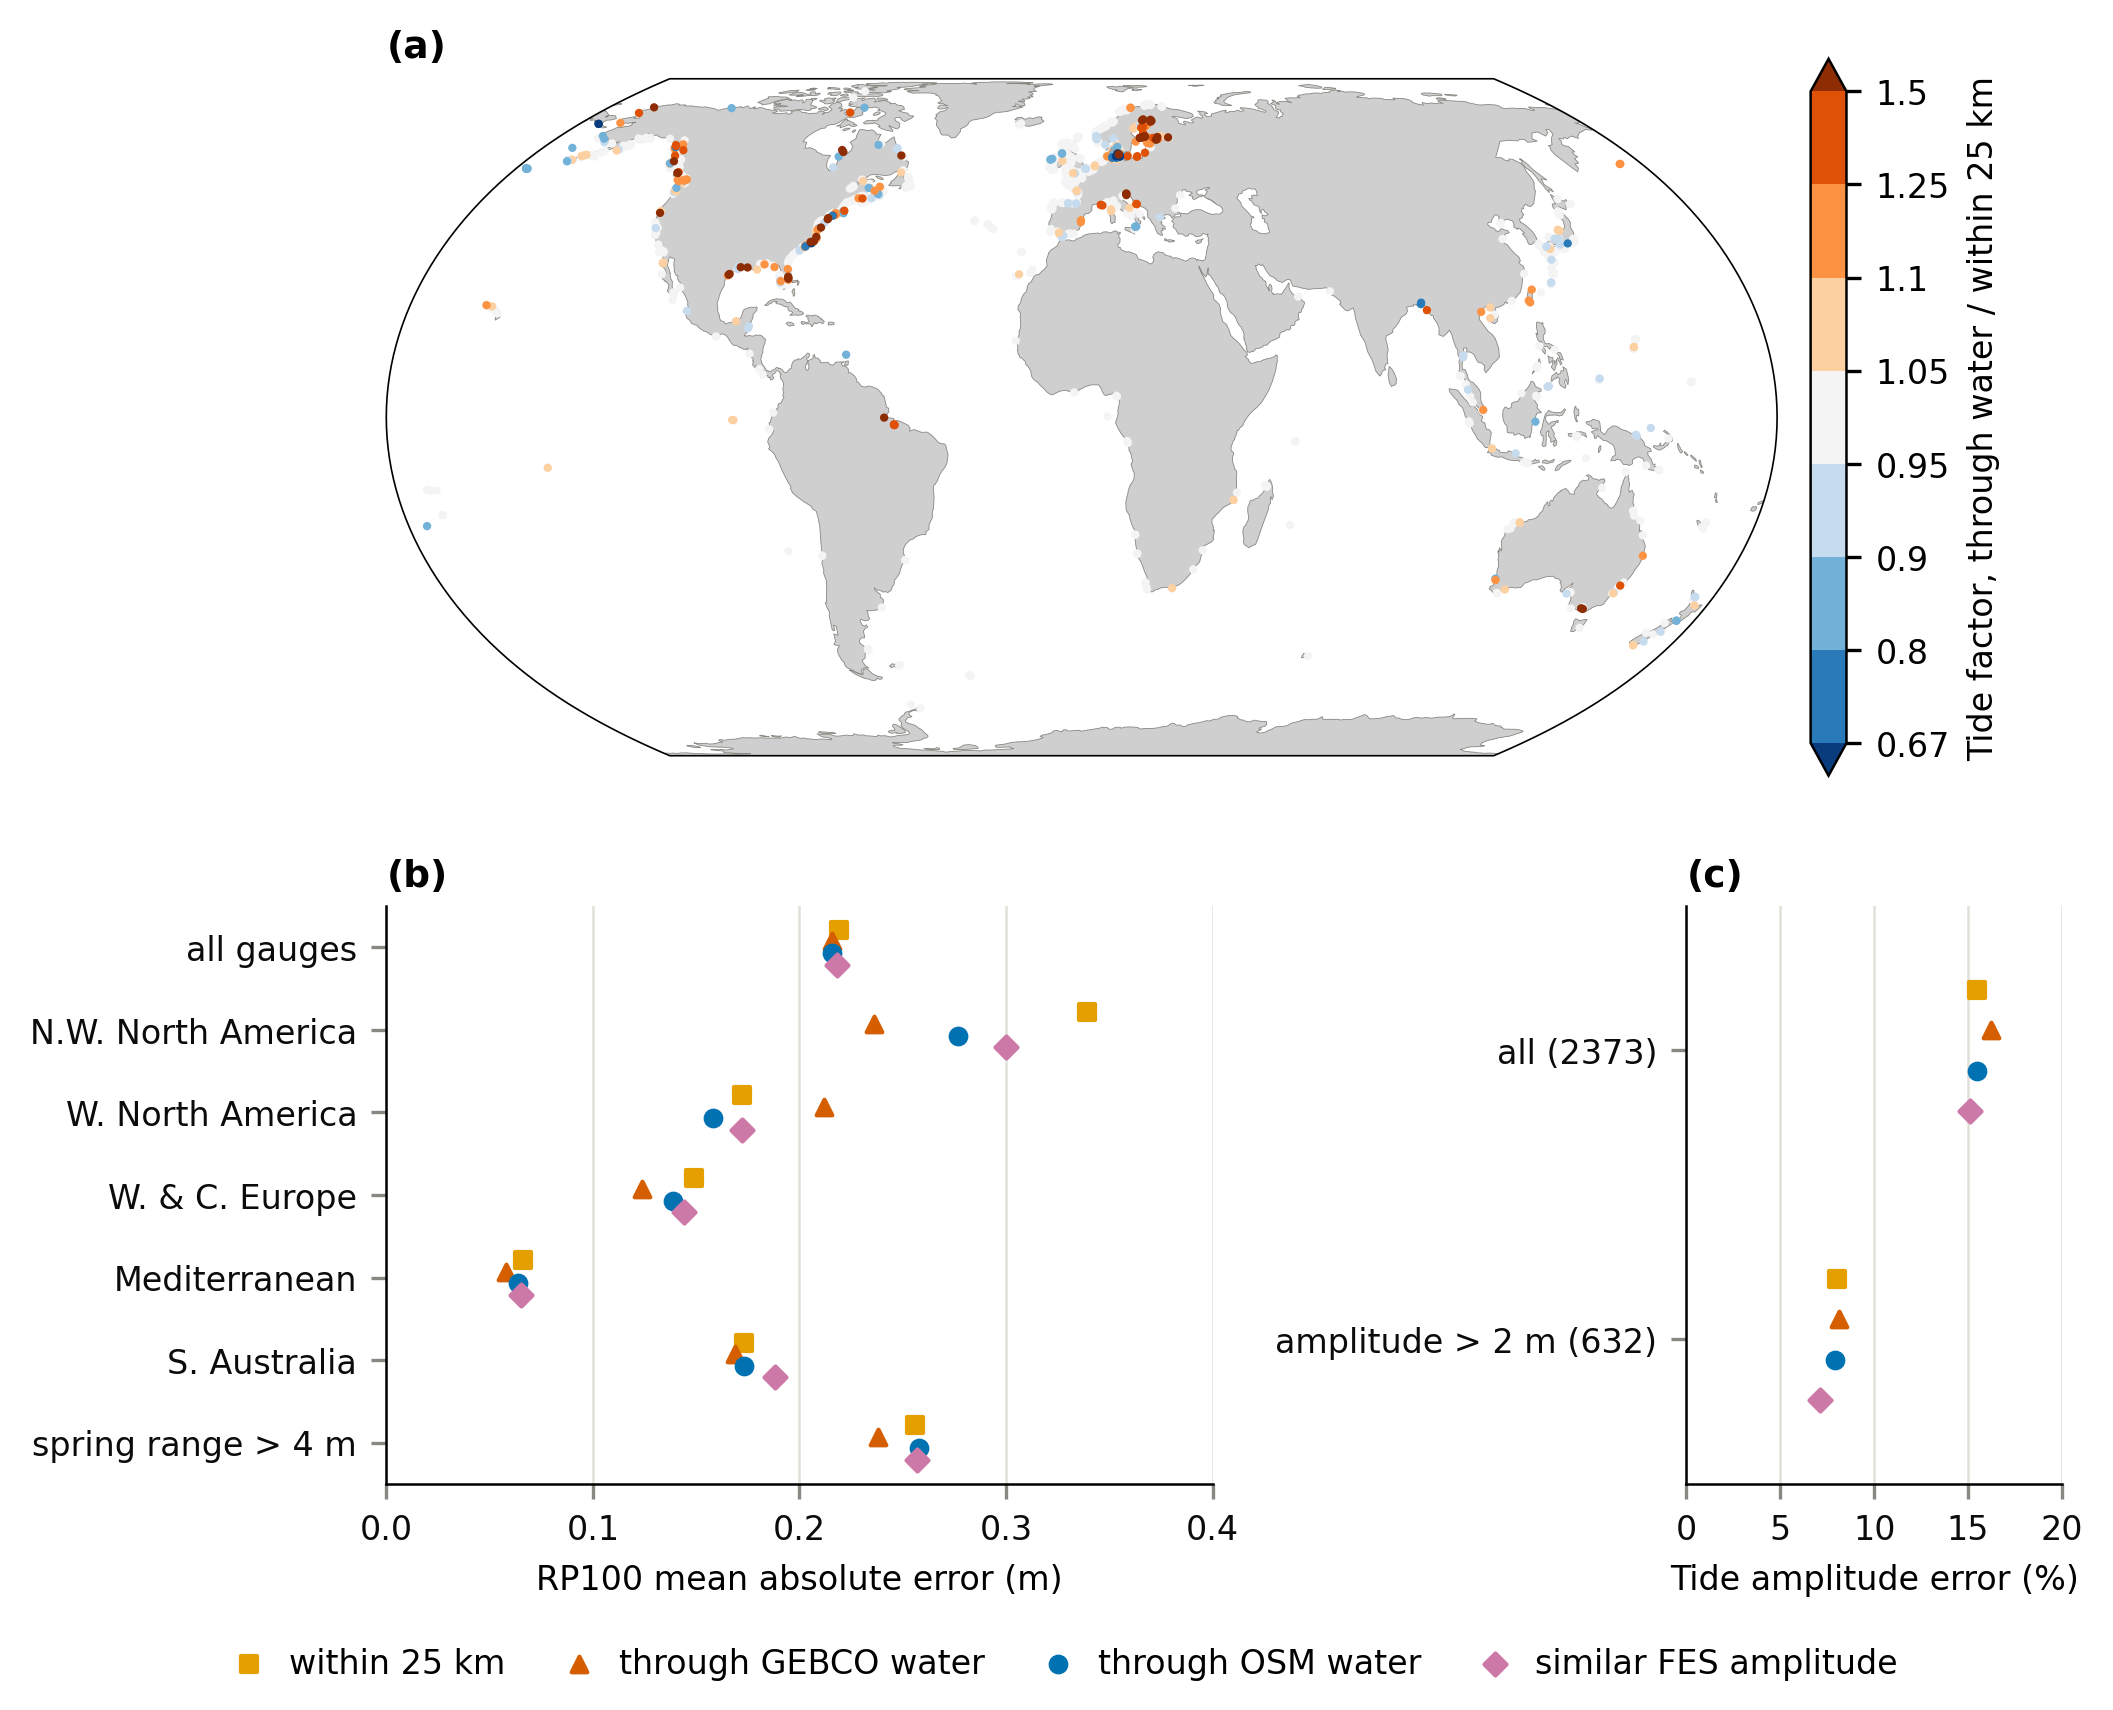 (a)
1.5
1.25
1.1
1.05
0.95
0.9
0.8
0.67
Tide factor, through water / within 25 km
(b)
all gauges
N.W. North America
W. North America
W. & C. Europe
Mediterranean
S. Australia
spring range > 4 m
0.0 0.1 0.2 0.3 0.4
RP100 mean absolute error (m)
(c)
all (2373)
amplitude > 2 m (632)
0 5 10 15 20
Tide amplitude error (%)
within 25 km through GEBCO water through OSM water similar FES amplitude